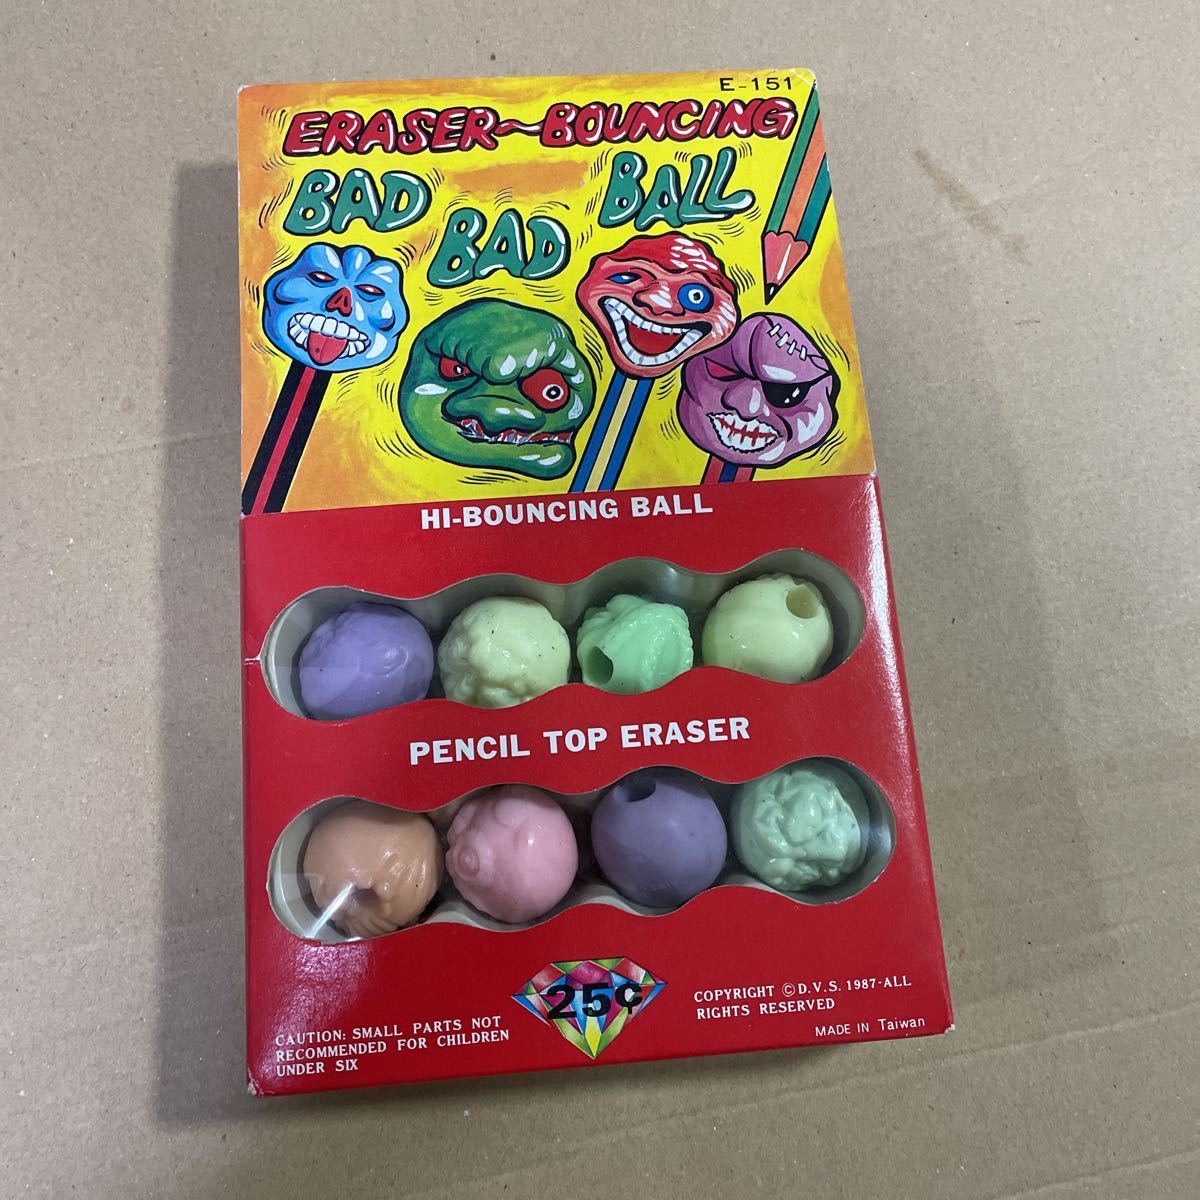 E-151
ERASER~BOUNCING
BAD BAD BALL
HI-BOUNCING BALL
PENCIL TOP ERASER
25¢
CAUTION: SMALL PARTS NOT
RECOMMENDED FOR CHILDREN
UNDER SIX
COPYRIGHT ©D.V.S. 1987-ALL
RIGHTS RESERVED
MADE IN Taiwan